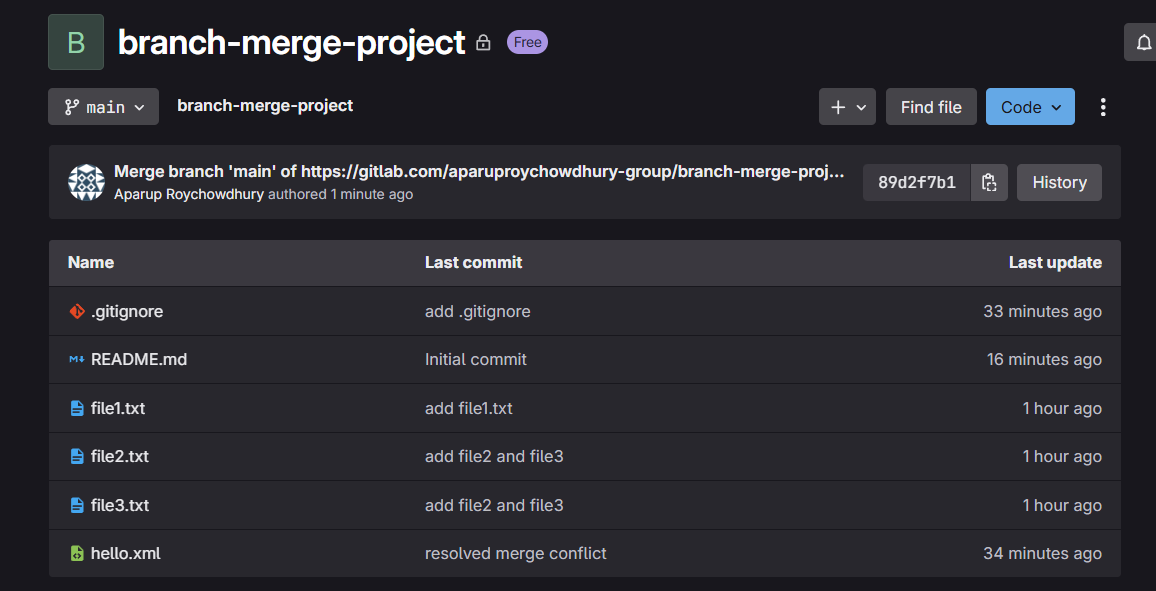 B
branch-merge-project Free
main branch-merge-project + Find file Code
Merge branch 'main' of https://gitlab.com/aparuproychowdhury-group/branch-merge-proj...
Aparup Roychowdhury authored 1 minute ago
89d2f7b1 History
Name Last commit Last update
.gitignore add .gitignore 33 minutes ago
M↓ README.md Initial commit 16 minutes ago
file1.txt add file1.txt 1 hour ago
file2.txt add file2 and file3 1 hour ago
file3.txt add file2 and file3 1 hour ago
hello.xml resolved merge conflict 34 minutes ago